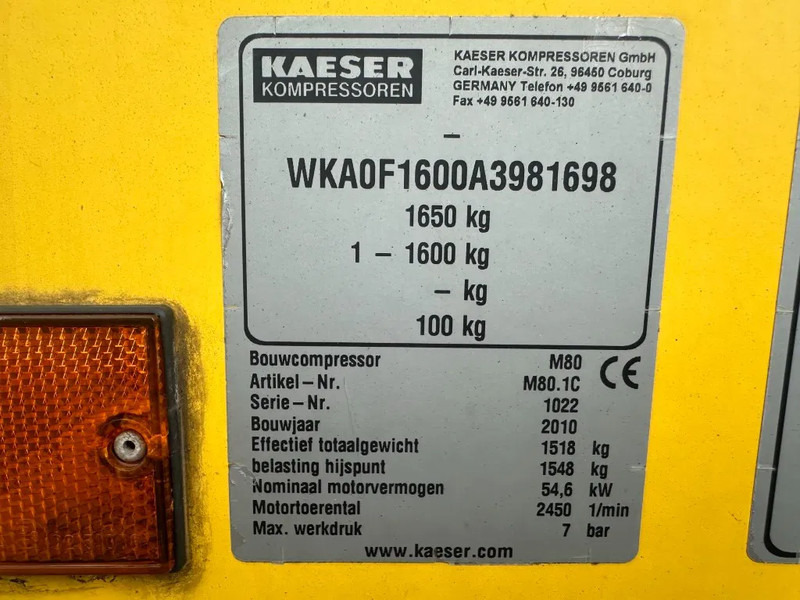 KAESER
KOMPRESSOREN
KAESER KOMPRESSOREN GmbH
Carl-Kaeser-Str. 26, 96450 Coburg
GERMANY Telefon +49 9561 640-0
Fax +49 9561 640-130
–
WKA0F1600A3981698
1650 kg
1 – 1600 kg
– kg
100 kg
Bouwcompressor M80
Artikel–Nr. M80.1C
Serie–Nr. 1022
Bouwjaar 2010
Effectief totaalgewicht 1518 kg
belasting hijspunt 1548 kg
Nominaal motorvermogen 54,6 kW
Motortoerental 2450 1/min
Max. werkdruk 7 bar
CE
www.kaeser.com